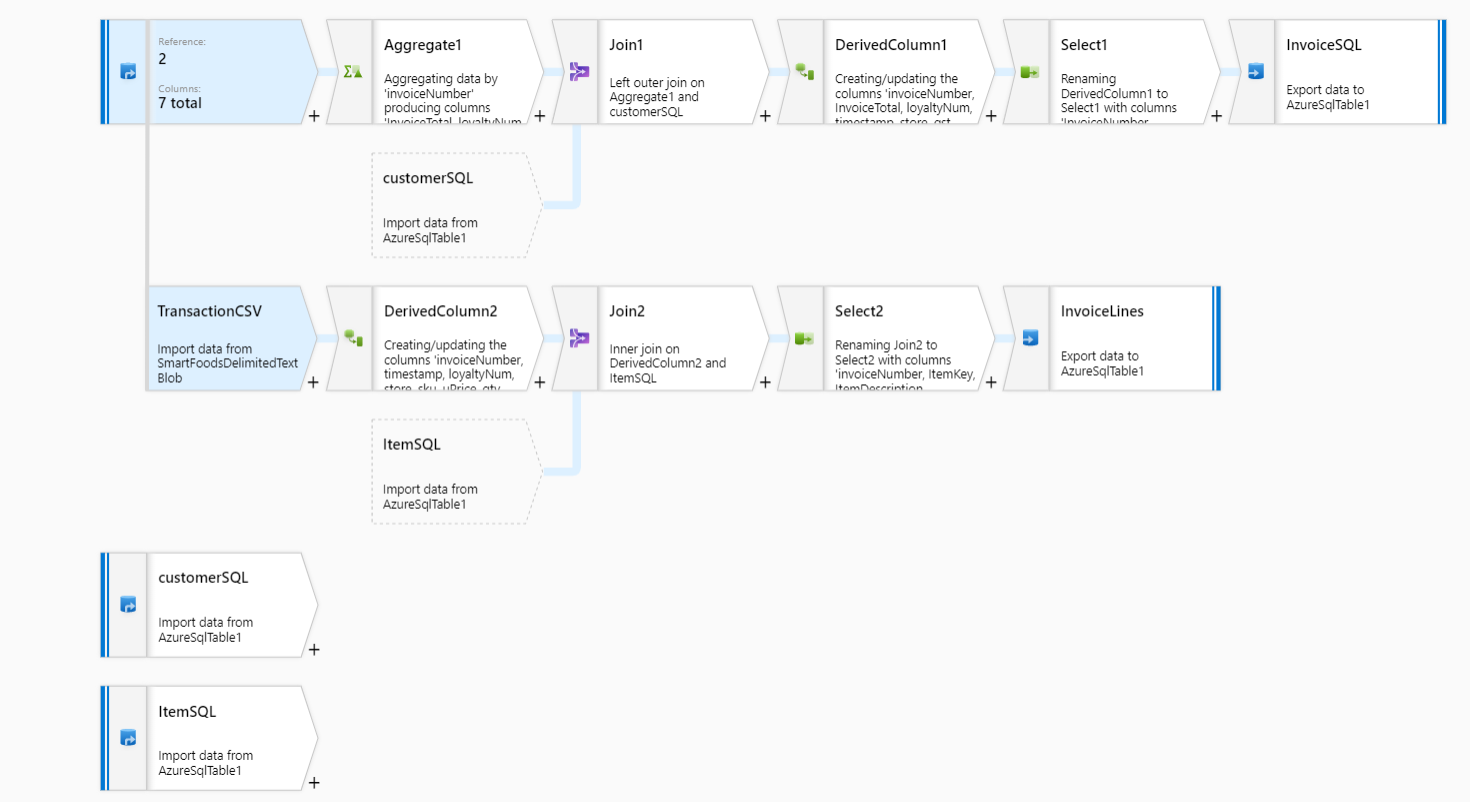 Reference:
2
Columns:
7 total
+
Aggregate1
Aggregating data by
'invoiceNumber'
producing columns
'InvoiceTotal, loyaltyNum,
+
Join1
Left outer join on
Aggregate1 and
customerSQL
+
DerivedColumn1
Creating/updating the
columns 'invoiceNumber,
InvoiceTotal, loyaltyNum,
timestamp, store, gst,
+
Select1
Renaming
DerivedColumn1 to
Select1 with columns
'InvoiceNumber,
+
InvoiceSQL
Export data to
AzureSqlTable1
customerSQL
Import data from
AzureSqlTable1
TransactionCSV
Import data from
SmartFoodsDelimitedText
Blob
+
DerivedColumn2
Creating/updating the
columns 'invoiceNumber,
timestamp, loyaltyNum,
store, sku, uPrice, qty,
+
Join2
Inner join on
DerivedColumn2 and
ItemSQL
+
Select2
Renaming Join2 to
Select2 with columns
'invoiceNumber, ItemKey,
ItemDescription,
+
InvoiceLines
Export data to
AzureSqlTable1
ItemSQL
Import data from
AzureSqlTable1
customerSQL
Import data from
AzureSqlTable1
+
ItemSQL
Import data from
AzureSqlTable1
+